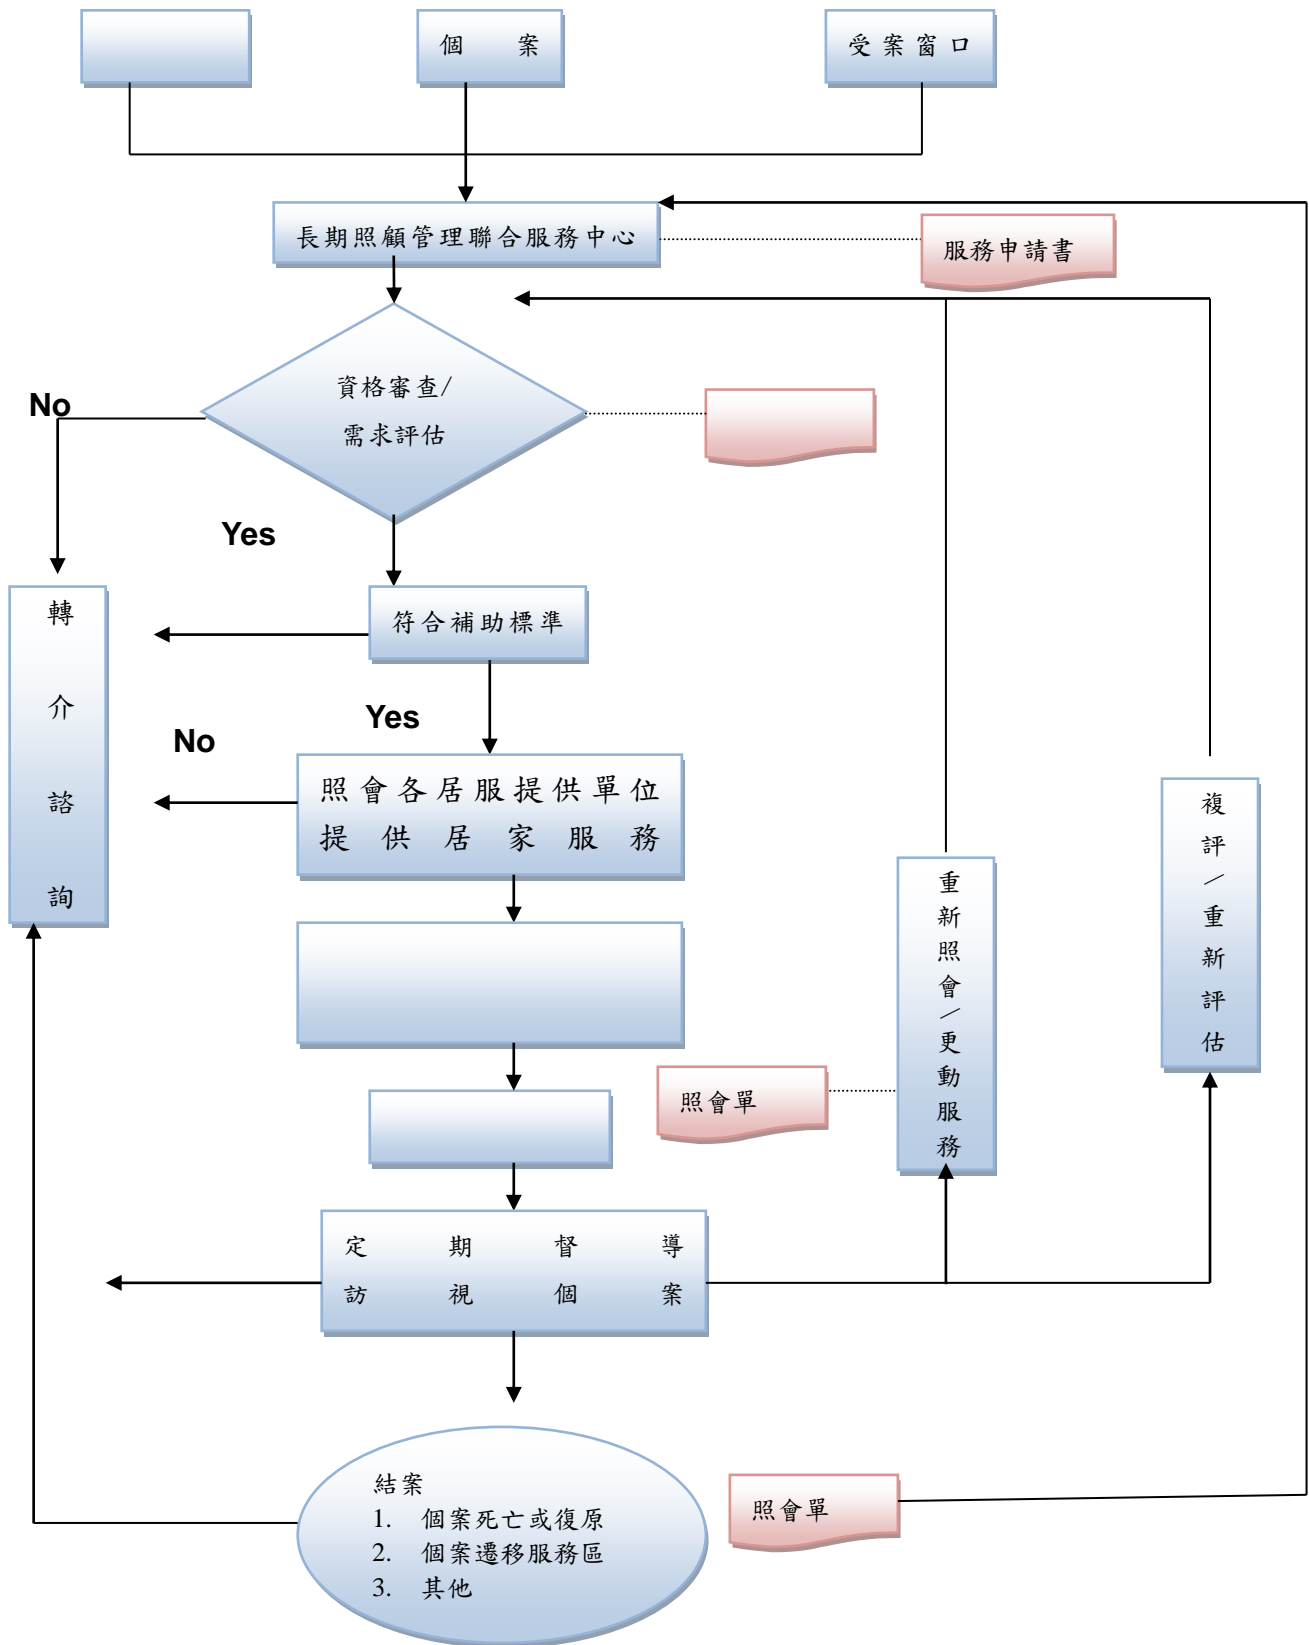 個案
受案窗口
長期照顧管理聯合服務中心
服務申請書
資格審查/
需求評估
No
Yes
符合補助標準
轉介諮詢
Yes
No
照會各居服提供單位
提供居家服務
重新照會/更動服務
複評/重新評估
照會單
定期督導
訪視個案
結案
1. 個案死亡或復原
2. 個案遷移服務區
3. 其他
照會單